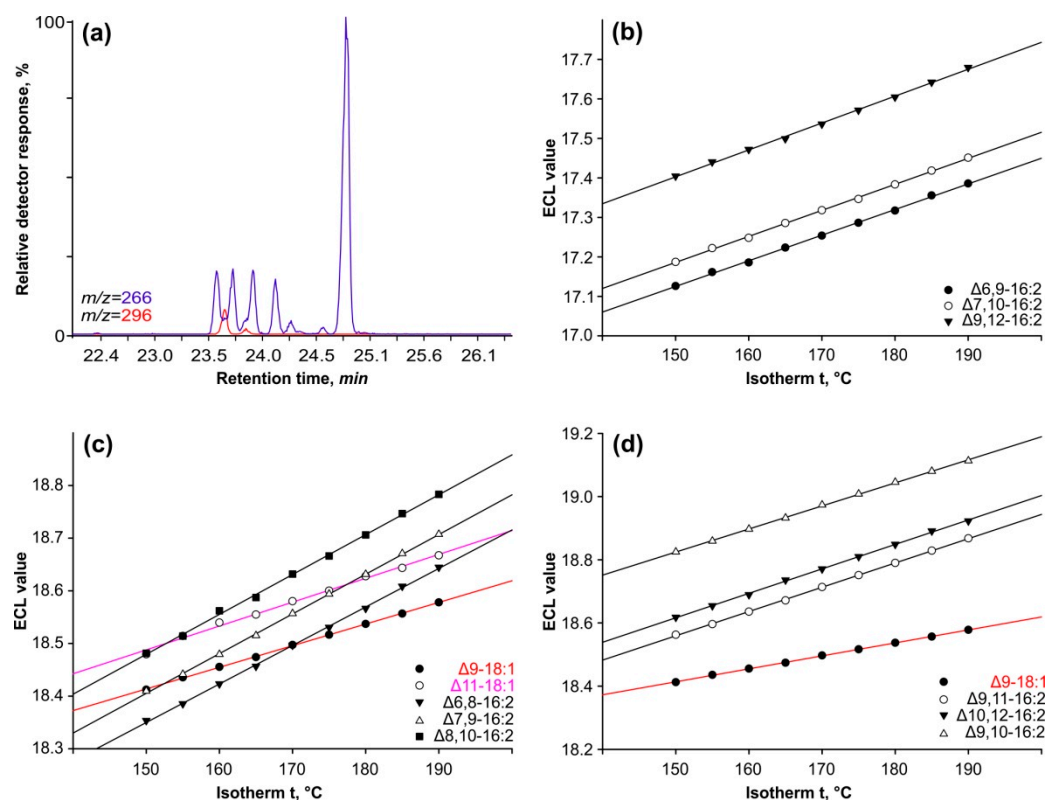 (a)
100
0
Relative detector response, %
m/z=266
m/z=296
22.4 23.0 23.6 24.0 24.5 25.1 25.6 26.1
Retention time, min
(b)
17.7
17.6
17.5
17.4
17.3
17.2
17.1
17.0
ECL value
Δ6,9-16:2
Δ7,10-16:2
Δ9,12-16:2
150 160 170 180 190
Isotherm t, °C
(c)
18.8
18.7
18.6
18.5
18.4
18.3
ECL value
Δ9-18:1
Δ11-18:1
Δ6,8-16:2
Δ7,9-16:2
Δ8,10-16:2
150 160 170 180 190
Isotherm t, °C
(d)
19.2
19.0
18.8
18.6
18.4
18.2
ECL value
Δ9-18:1
Δ9,11-16:2
Δ10,12-16:2
Δ9,10-16:2
150 160 170 180 190
Isotherm t, °C